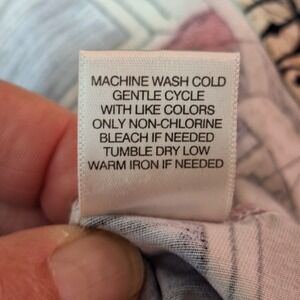 MACHINE WASH COLD
GENTLE CYCLE
WITH LIKE COLORS
ONLY NON-CHLORINE
BLEACH IF NEEDED
TUMBLE DRY LOW
WARM IRON IF NEEDED